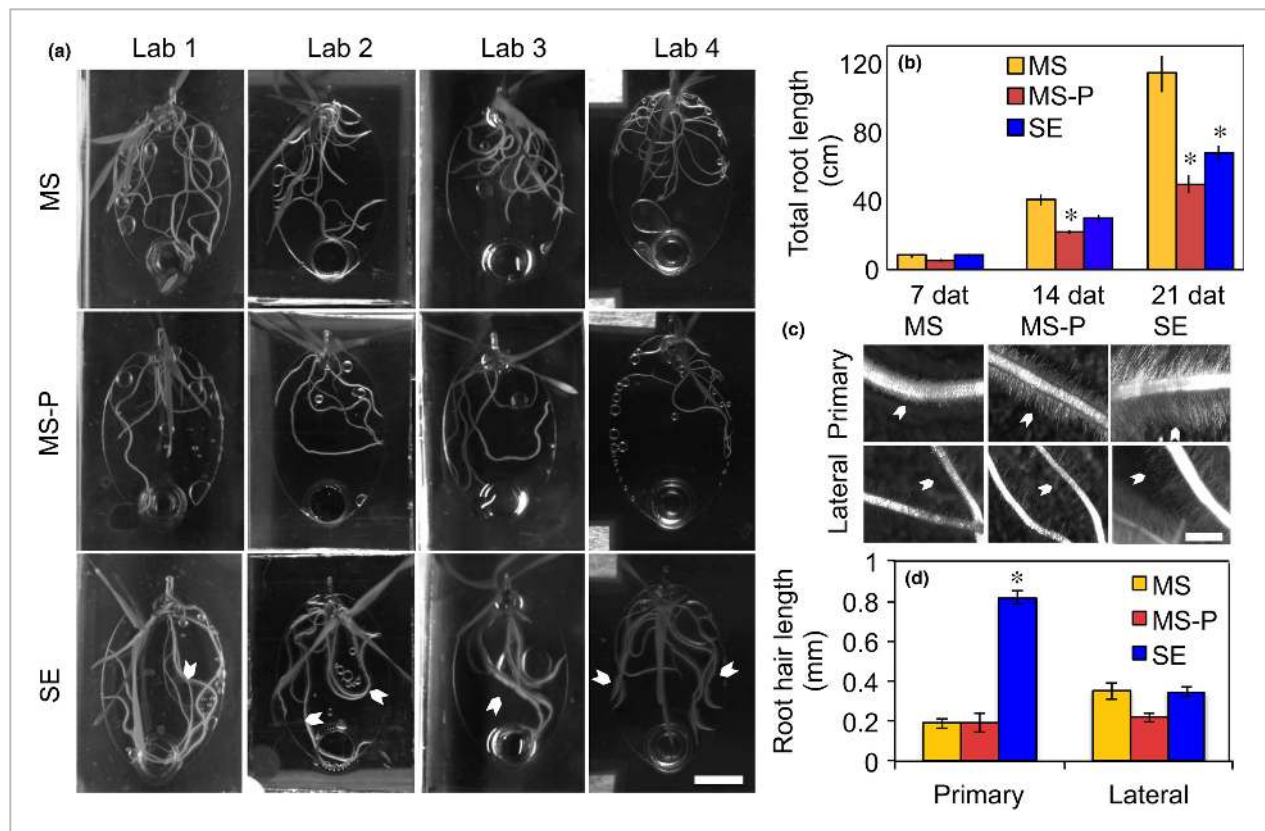 (a)
Lab 1
Lab 2
Lab 3
Lab 4
MS
MS-P
SE
(b)
Total root length
(cm)
120
80
40
0
MS
MS-P
SE
*
*
*
7 dat
14 dat
21 dat
(c)
MS
MS-P
SE
Primary
Lateral
(d)
Root hair length
(mm)
1
0.8
0.6
0.4
0.2
0
*
MS
MS-P
SE
Primary
Lateral